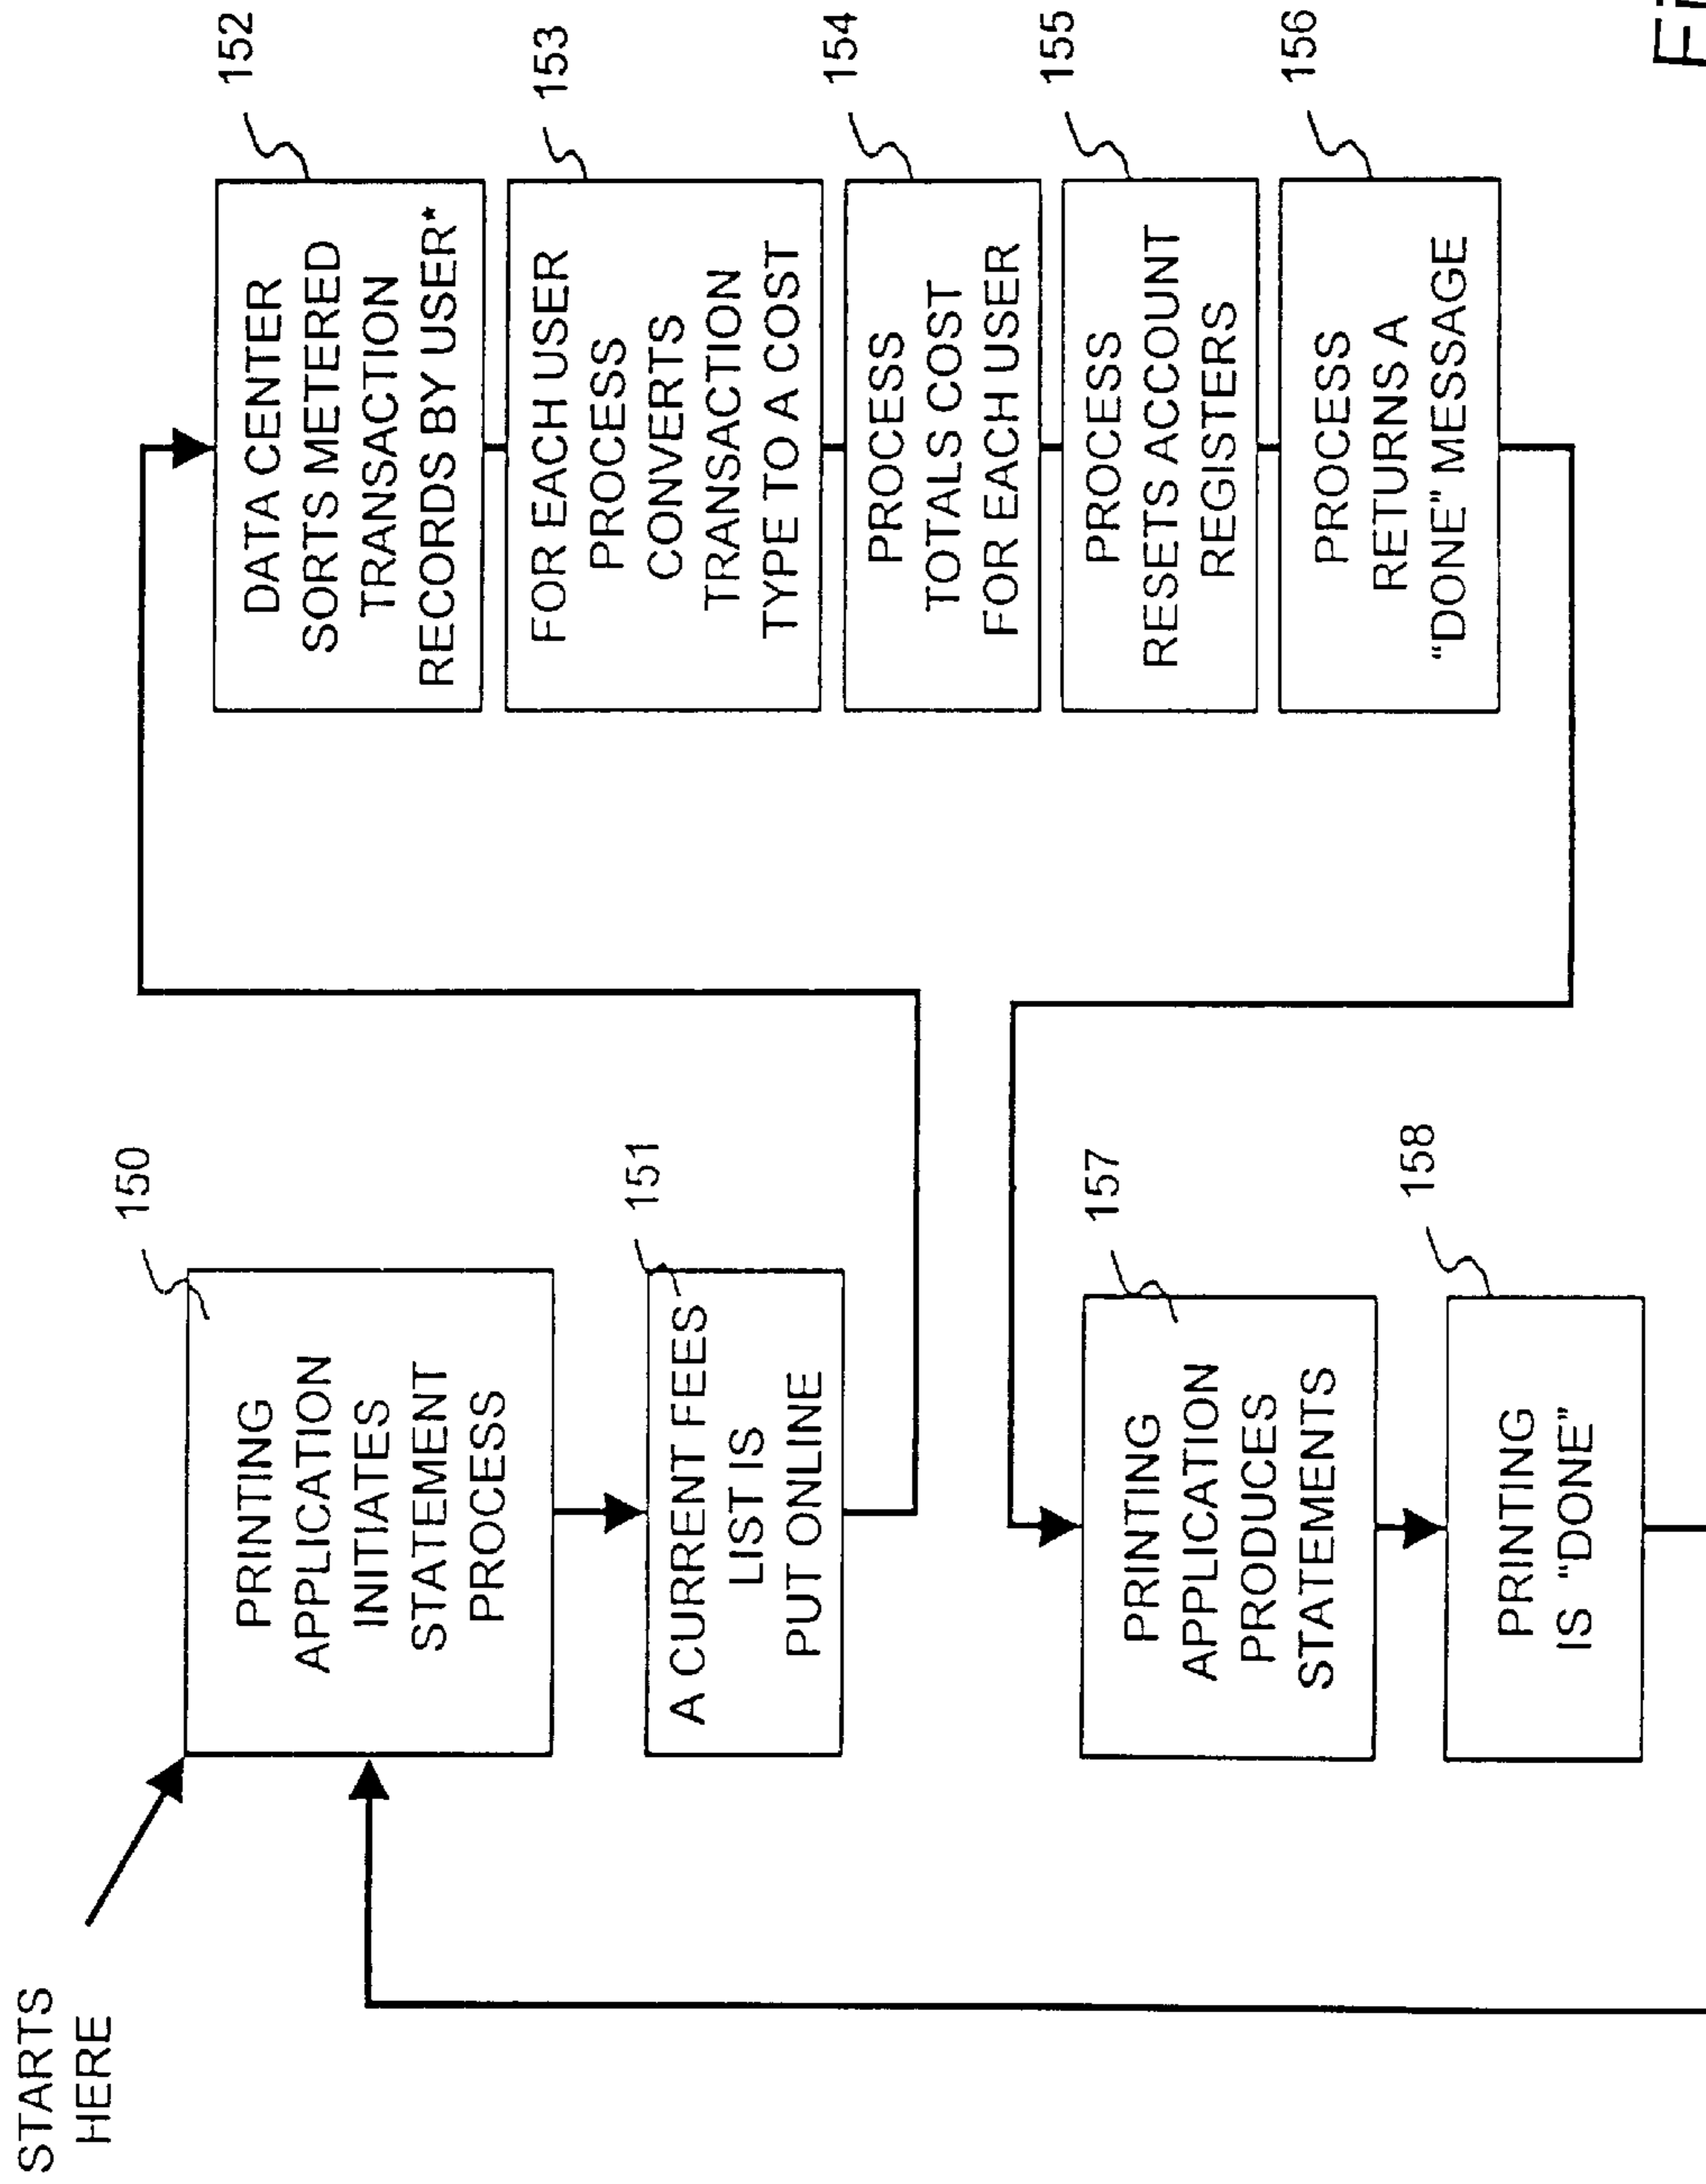 STARTS
HERE
150
PRINTING
APPLICATION
INITIATES
STATEMENT
PROCESS
151
A CURRENT FEES
LIST IS
PUT ONLINE
152
DATA CENTER
SORTS METERED
TRANSACTION
RECORDS BY USER*
153
FOR EACH USER
PROCESS
CONVERTS
TRANSACTION
TYPE TO A COST
154
PROCESS
TOTALS COST
FOR EACH USER
155
PROCESS
RESETS ACCOUNT
REGISTERS
156
PROCESS
RETURNS A
“DONE” MESSAGE
157
PRINTING
APPLICATION
PRODUCES
STATEMENTS
158
PRINTING
IS “DONE”